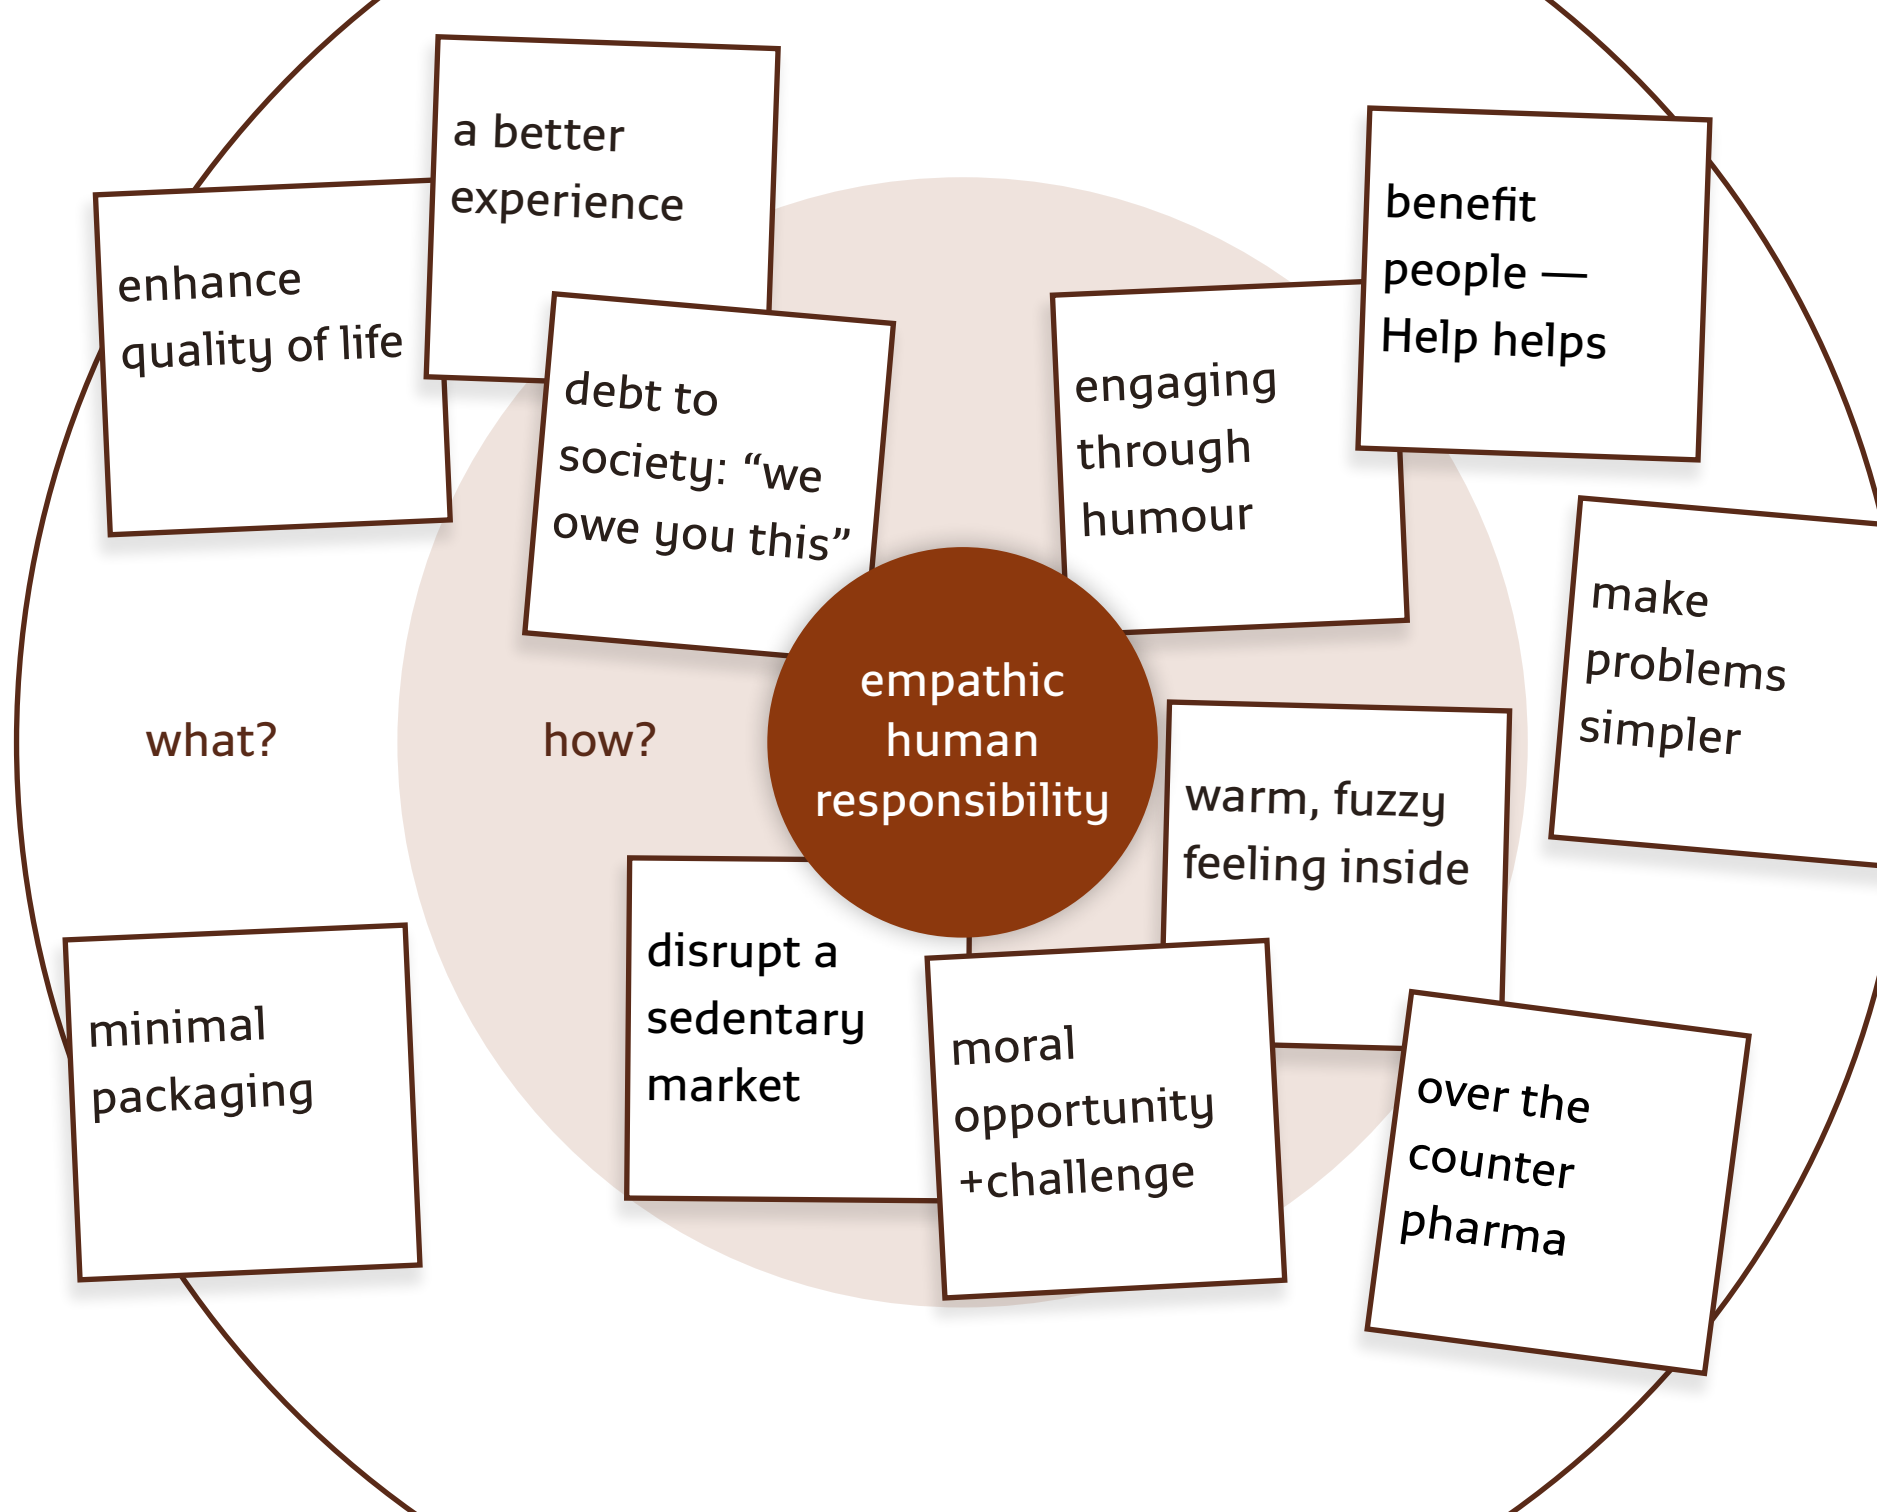 a better
experience
enhance
quality of life
debt to
society: “we
owe you this”
engaging
through
humour
benefit
people —
Help helps
make
problems
simpler
what?
how?
empathic
human
responsibility
warm, fuzzy
feeling inside
minimal
packaging
disrupt a
sedentary
market
moral
opportunity
+challenge
over the
counter
pharma